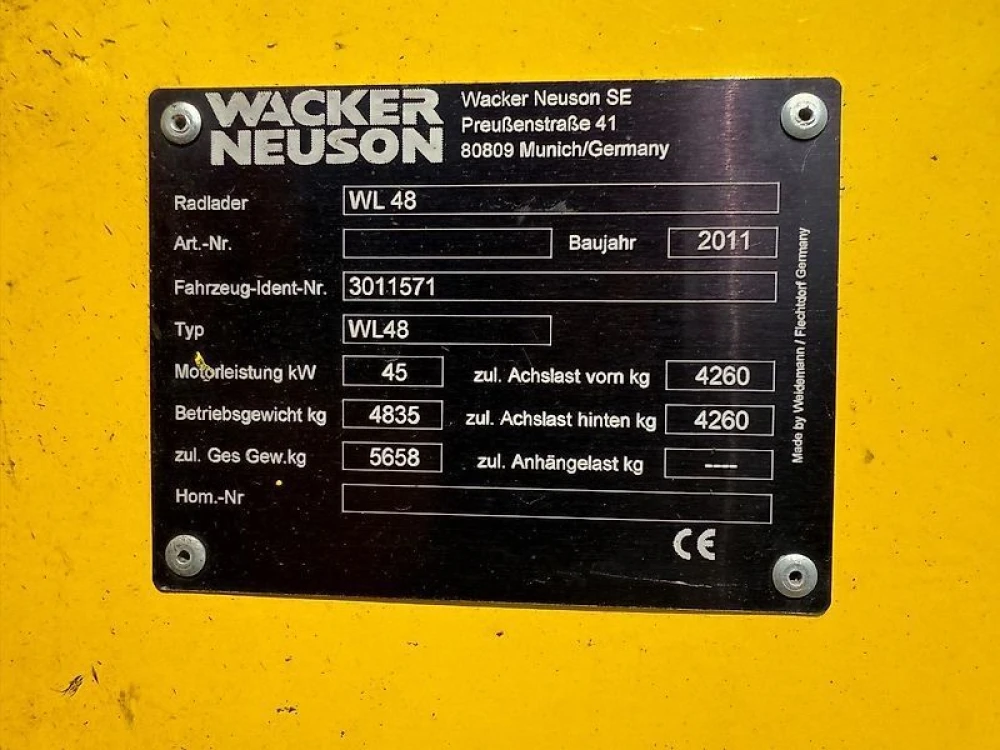 WACKER
NEUSON
Wacker Neuson SE
Preußenstraße 41
80809 Munich/Germany
Radlader WL 48
Art.-Nr. Baujahr 2011
Fahrzeug-Ident-Nr. 3011571
Typ WL48
Motorleistung kW 45 zul. Achslast vorn kg 4260
Betriebsgewicht kg 4835 zul. Achslast hinten kg 4260
zul. Ges Gew.kg 5658 zul. Anhängelast kg ----
Hom.-Nr
CE
Made by Weidemann / Flechtdorf Germany